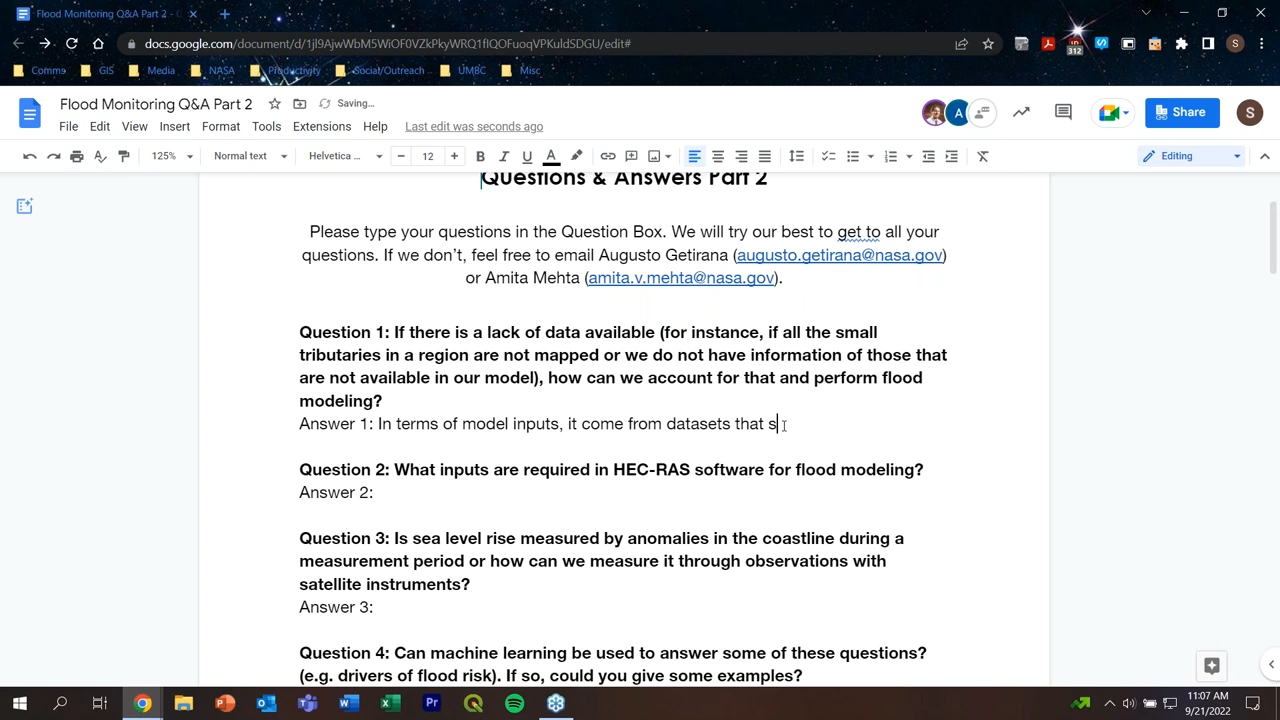 Flood Monitoring Q&A Part 2 - G
docs.google.com/document/d/1jl9AjwWbM5WiOF0VZkPkyWRQ1fIQOFuoqVPKuldSDGU/edit#
312
S
Comms GIS Media NASA Productivity Social/Outreach UMBC Misc
Flood Monitoring Q&A Part 2 Saving…
A Share S
File Edit View Insert Format Tools Extensions Help Last edit was seconds ago
125% Normal text Helvetica ... 12 B I U A Editing
Questions & Answers Part 2
Please type your questions in the Question Box. We will try our best to get to all your
questions. If we don't, feel free to email Augusto Getirana (augusto.getirana@nasa.gov)
or Amita Mehta (amita.v.mehta@nasa.gov).
Question 1: If there is a lack of data available (for instance, if all the small
tributaries in a region are not mapped or we do not have information of those that
are not available in our model), how can we account for that and perform flood
modeling?
Answer 1: In terms of model inputs, it come from datasets that s
Question 2: What inputs are required in HEC-RAS software for flood modeling?
Answer 2:
Question 3: Is sea level rise measured by anomalies in the coastline during a
measurement period or how can we measure it through observations with
satellite instruments?
Answer 3:
Question 4: Can machine learning be used to answer some of these questions?
(e.g. drivers of flood risk). If so, could you give some examples?
11:07 AM
9/21/2022